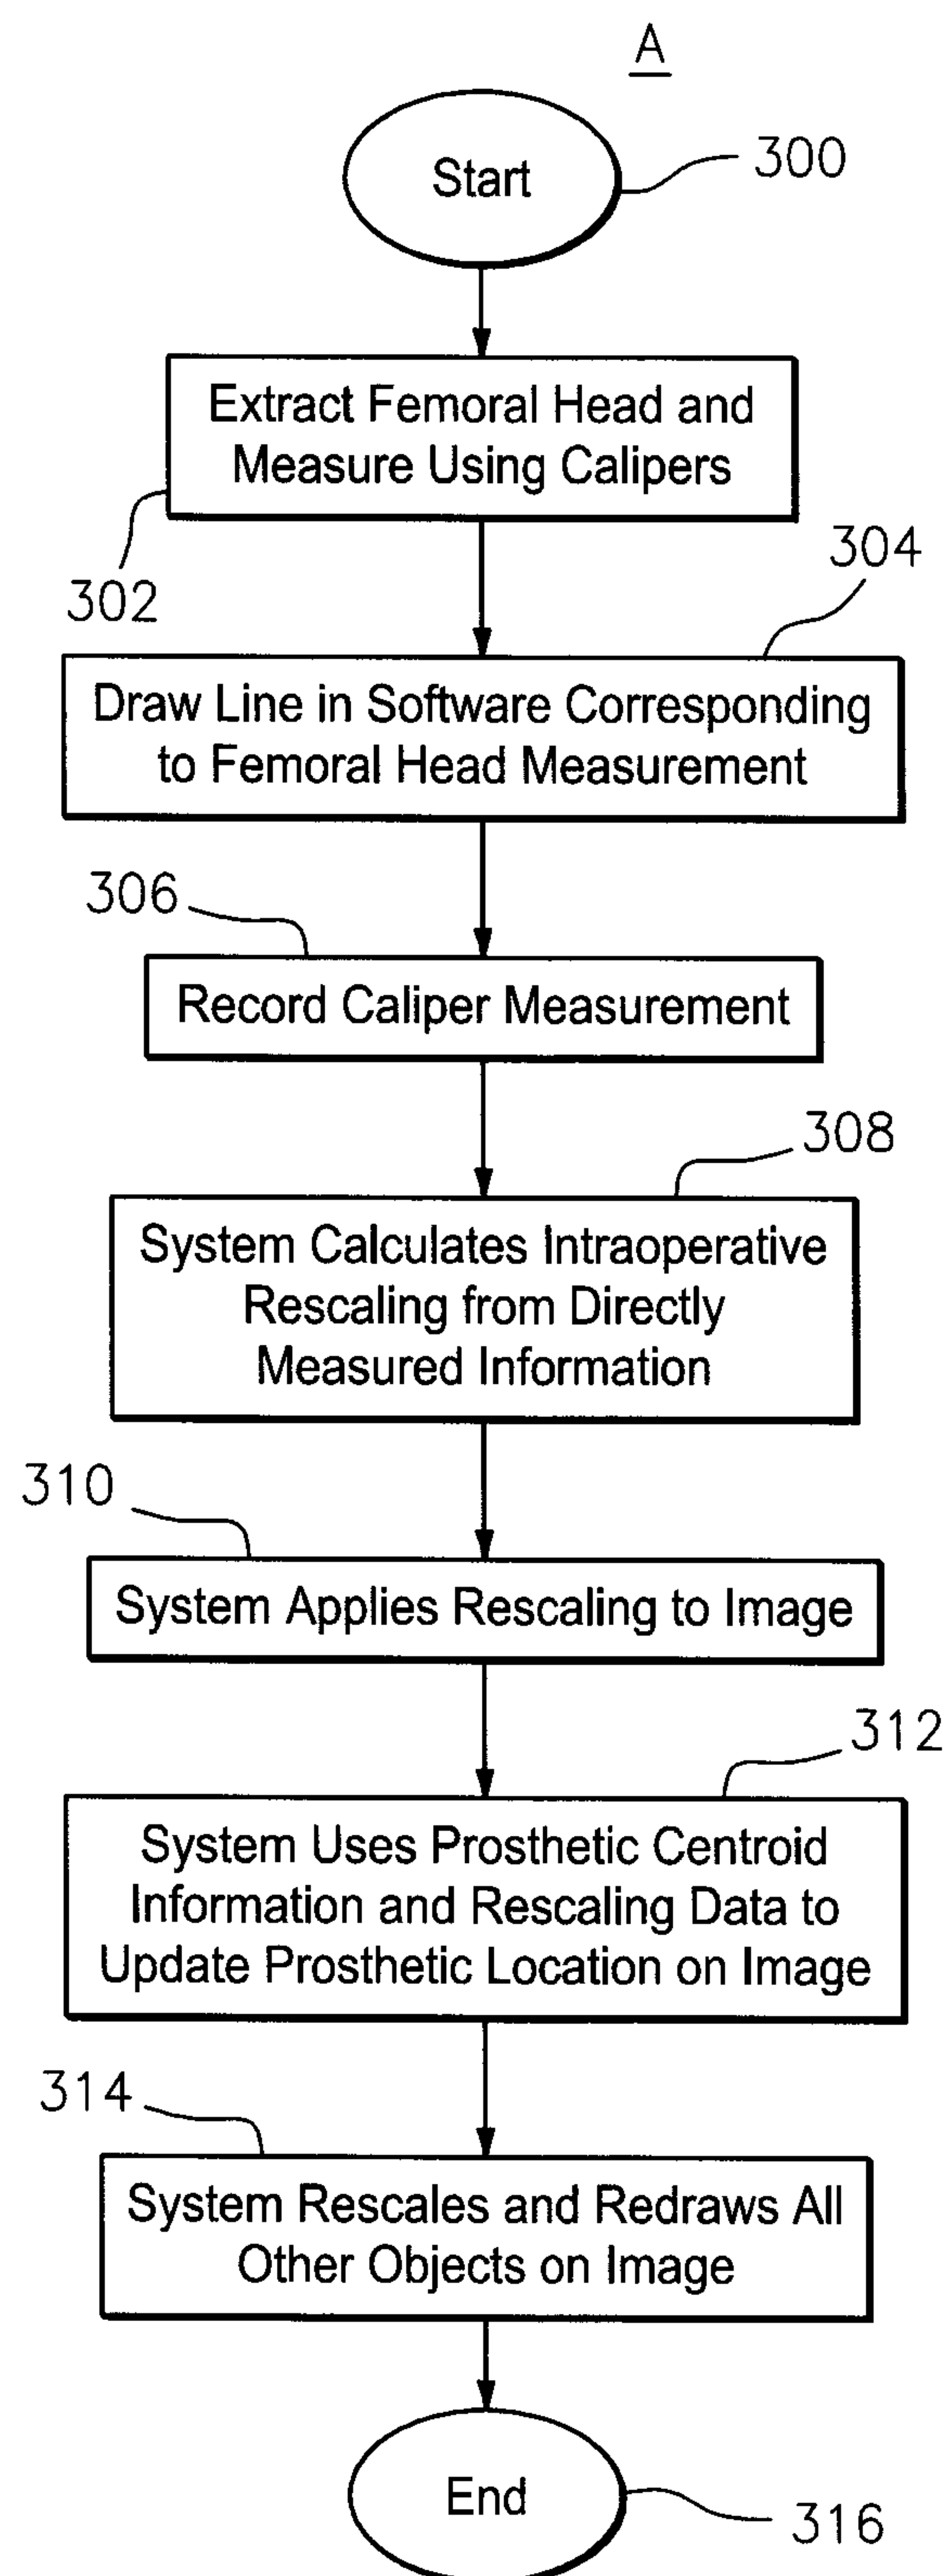 A
Start
300
Extract Femoral Head and
Measure Using Calipers
302
304
Draw Line in Software Corresponding
to Femoral Head Measurement
306
Record Caliper Measurement
308
System Calculates Intraoperative
Rescaling from Directly
Measured Information
310
System Applies Rescaling to Image
312
System Uses Prosthetic Centroid
Information and Rescaling Data to
Update Prosthetic Location on Image
314
System Rescales and Redraws All
Other Objects on Image
End
316